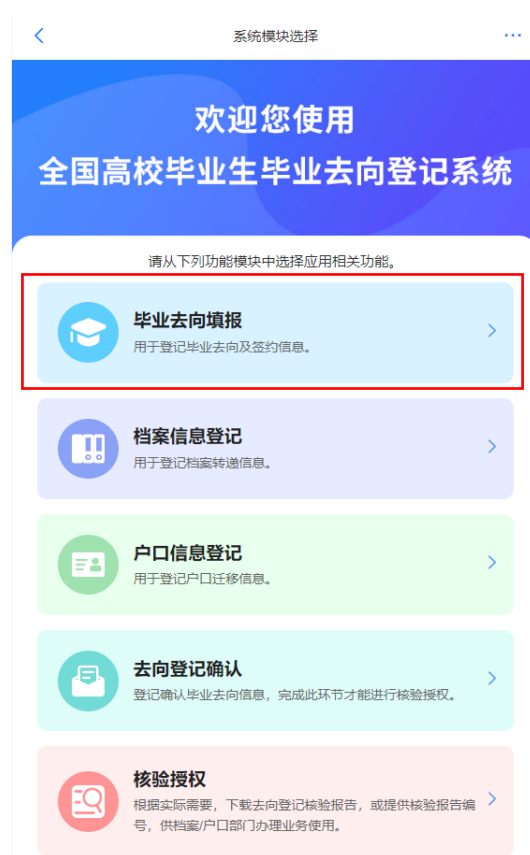 系统模块选择
欢迎您使用
全国高校毕业生毕业去向登记系统
请从下列功能模块中选择应用相关功能。
毕业去向填报
用于登记毕业去向及签约信息。
档案信息登记
用于登记档案转递信息。
户口信息登记
用于登记户口迁移信息。
去向登记确认
登记确认毕业去向信息，完成此环节才能进行核验授权。
核验授权
根据实际需要，下载去向登记核验报告，或提供核验报告编
号，供档案/户口部门办理业务使用。